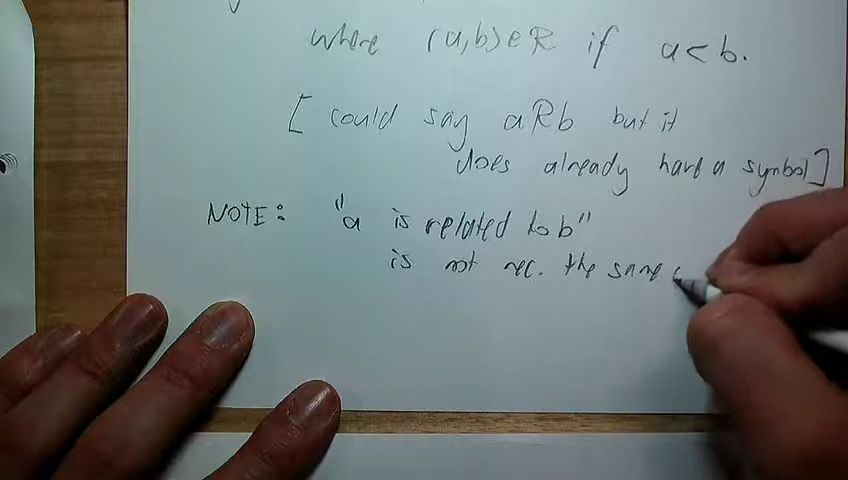 where (a,b)∈R if a<b.
[ could say aRb but it
does already have a symbol]
NOTE: "a is related to b"
is not nec. the same